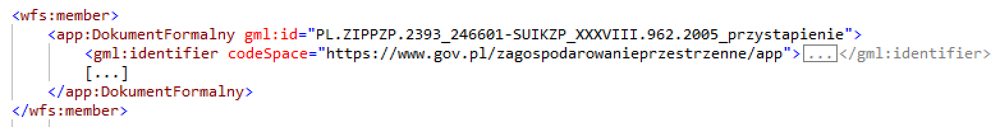 <wfs:member>
<app:DokumentFormalny gml:id="PL.ZIPPZP.2393_246601-SUIKZP_XXXVIII.962.2005_przystapienie">
<gml:identifier codeSpace="https://www.gov.pl/zagospodarowanieprzestrzenne/app">...</gml:identifier>
[...]
</app:DokumentFormalny>
</wfs:member>